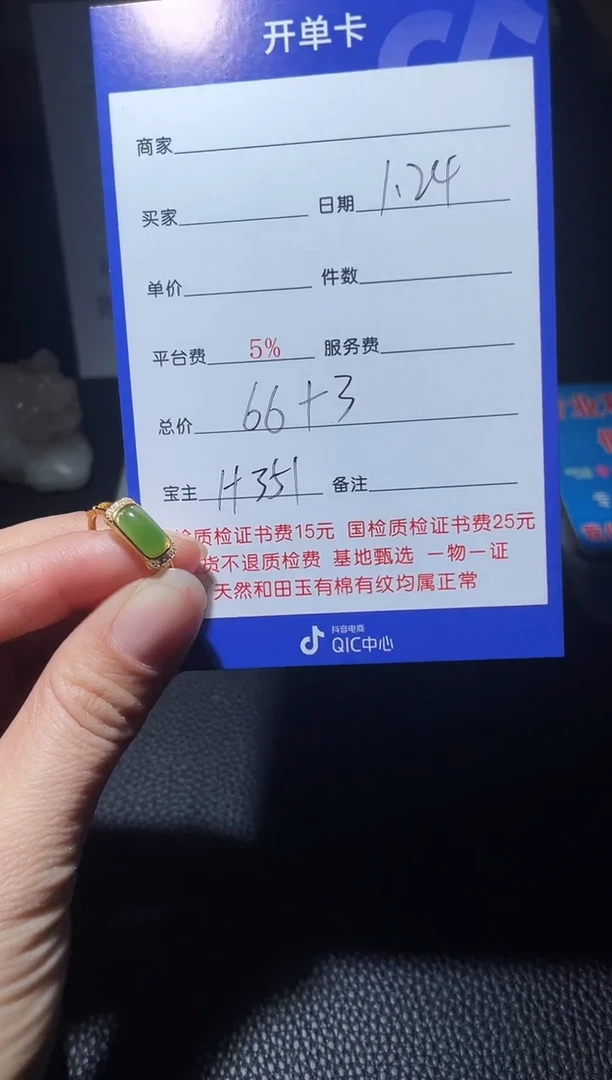 开单卡
商家
买家 日期 1.24
单价 件数
平台费 5% 服务费
总价 66+3
宝主 H351 备注
检质检证书费15元 国检质检证书费25元
货不退质检费 基地甄选 一物一证
天然和田玉有棉有纹均属正常
抖音电商
QIC中心